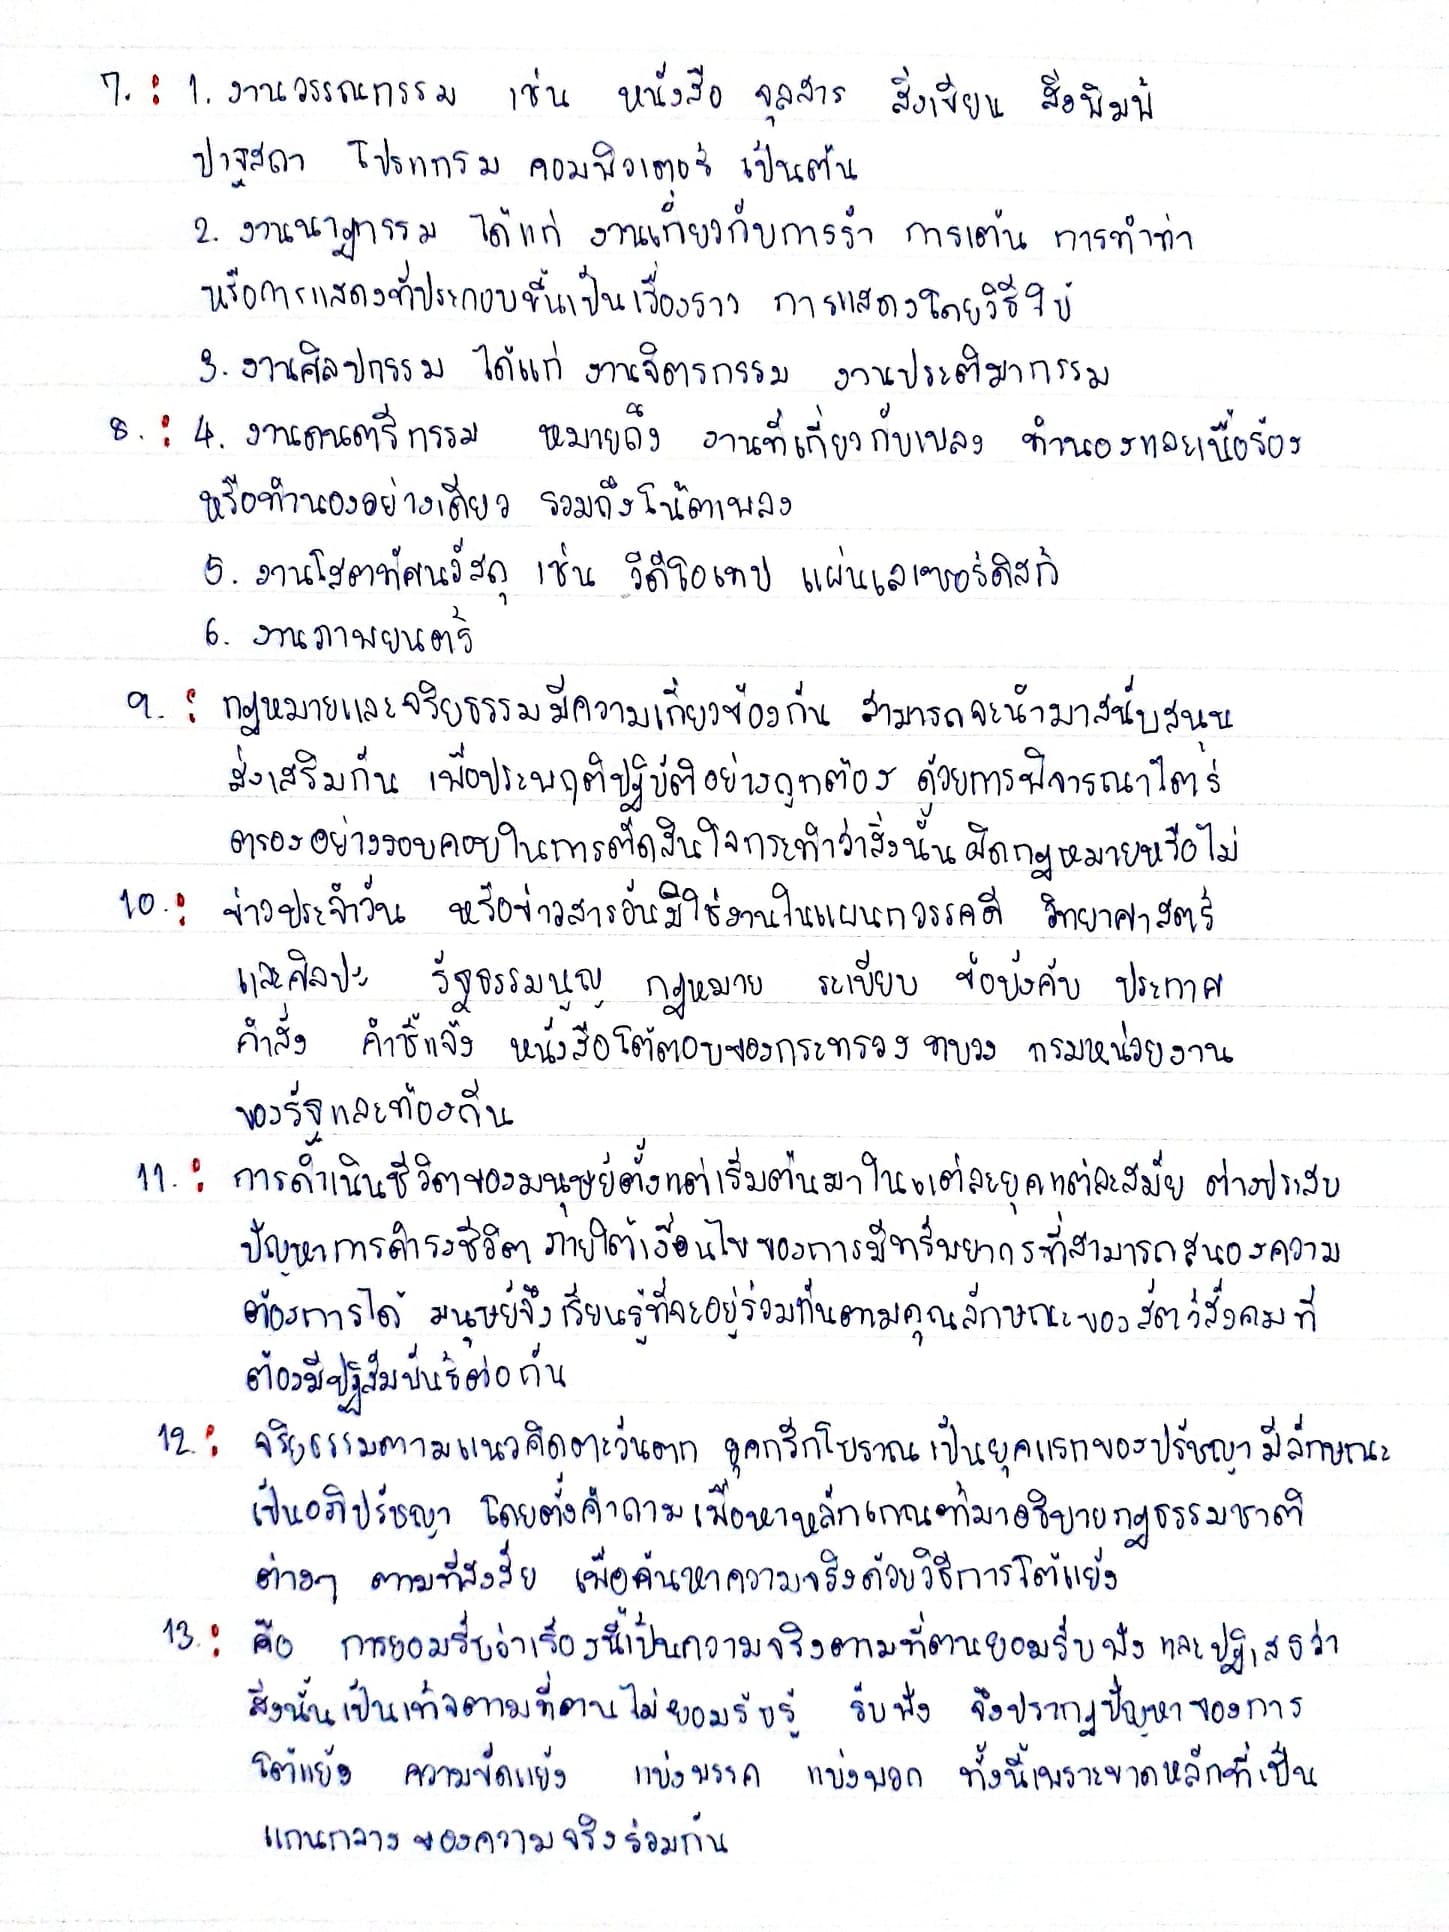 7. : 1. งานวรรณกรรม เช่น หนังสือ จุลสาร สิ่งเขียน สิ่งพิมพ์
ปาฐกถา โปรแกรม คอมพิวเตอร์ เป็นต้น
2. งานนาฏกรรม ได้แก่ งานเกี่ยวกับการรำ การเต้น การทำท่า
หรือการแสดงที่ประกอบขึ้นเป็นเรื่องราว การแสดงโดยวิธีใบ้
3. งานศิลปกรรม ได้แก่ งานจิตรกรรม งานประติมากรรม
8. : 4. งานดนตรีกรรม หมายถึง งานที่เกี่ยวกับเพลง ทำนองและเนื้อร้อง
หรือทำนองอย่างเดียว รวมถึงโน้ตเพลง
5. งานโสตทัศนวัสดุ เช่น วีดีโอเทป แผ่นเลเซอร์ดิสก์
6. งานภาพยนตร์
9. : กฎหมายและจริยธรรมมีความเกี่ยวข้องกัน สามารถจะนำมาสนับสนุน
ส่งเสริมกัน เพื่อประพฤติปฏิบัติอย่างถูกต้อง ด้วยการพิจารณาไตร่
ตรองอย่างรอบคอบในการตัดสินใจกระทำว่าสิ่งนั้นผิดกฎหมายหรือไม่
10. : ข่าวประจำวัน หรือข่าวสารอันมีใช้งานในแผนกวรรคดี วิทยาศาสตร์
และศิลปะ รัฐธรรมนูญ กฎหมาย ระเบียบ ข้อบังคับ ประกาศ
คำสั่ง คำชี้แจ้ง หนังสือโต้ตอบของกระทรวง ทบวง กรมหน่วยงาน
ของรัฐและท้องถิ่น
11. : การดำเนินชีวิตของมนุษย์ตั้งแต่เริ่มต้นมาในแต่ละยุคแต่ละสมัย ต่างประสบ
ปัญหาการดำรงชีวิต ภายใต้เงื่อนไขของการมีทรัพยากรที่สามารถสนองความ
ต้องการได้ มนุษย์จึงเรียนรู้ที่จะอยู่ร่วมกันตามคุณลักษณะของสัตว์สังคมที่
ต้องมีปฏิสัมพันธ์ต่อกัน
12. : จริยธรรมตามแนวคิดตะวันตก ยุคกรีกโบราณเป็นยุคแรกของปรัชญา มีลักษณะ
เป็นอภิปรัชญา โดยตั้งคำถามเพื่อหาหลักเกณฑ์มาอธิบายกฎธรรมชาติ
ต่างๆ ตามที่สงสัย เพื่อค้นหาความจริงด้วยวิธีการโต้แย้ง
13. : คือ การยอมรับว่าเรื่องนี้เป็นความจริงตามที่ตนยอมรับฟัง และปฏิเสธว่า
สิ่งนั้นเป็นเท็จตามที่ตนไม่ยอมรับรู้ รับฟัง จึงปรากฏปัญหาของการ
โต้แย้ง ความขัดแย้ง แบ่งพรรค แบ่งพวก ทั้งนี้เพราะขาดหลักที่เป็น
แกนกลางของความจริงร่วมกัน